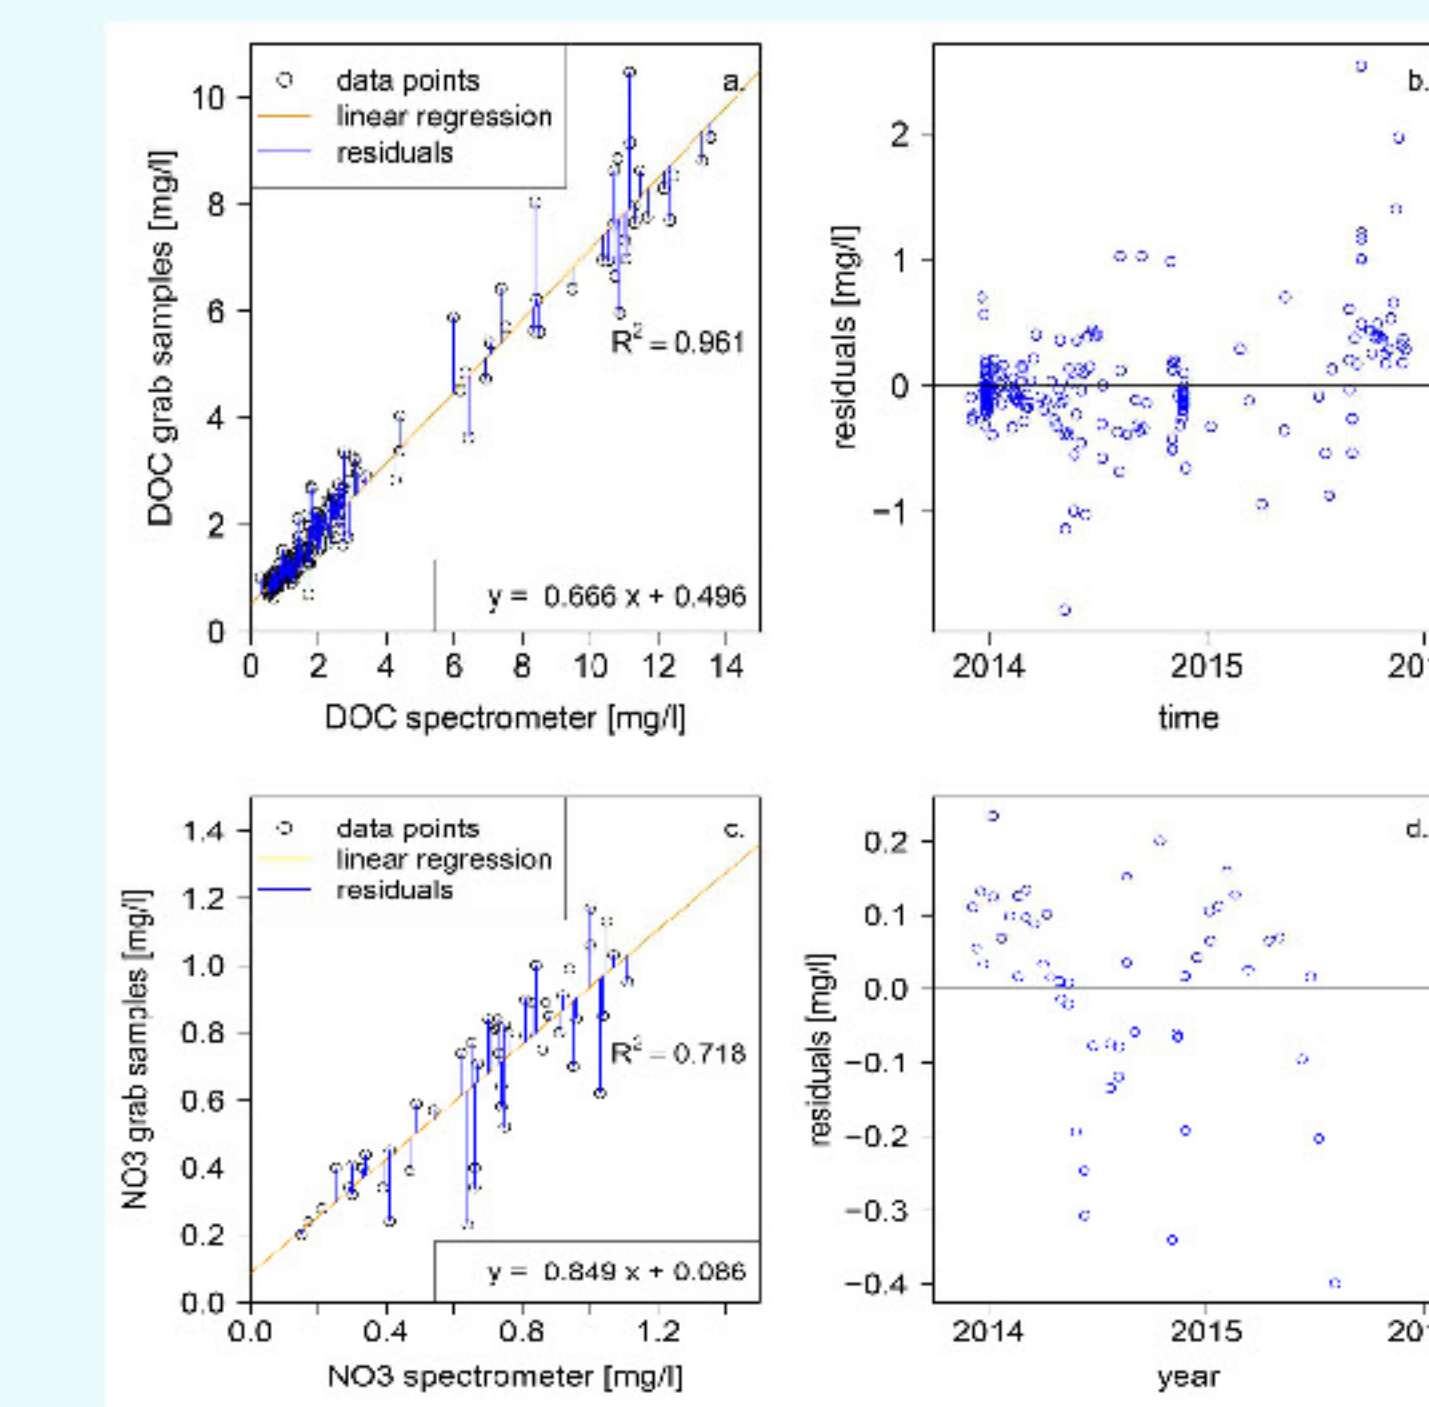 data points
linear regression
residuals
a.
10
8
6
4
2
0
DOC grab samples [mg/l]
R² = 0.961
y = 0.666 x + 0.496
0 2 4 6 8 10 12 14
DOC spectrometer [mg/l]
b.
2
1
0
−1
residuals [mg/l]
2014 2015 201
time
data points
linear regression
residuals
c.
1.4
1.2
1.0
0.8
0.6
0.4
0.2
0.0
NO3 grab samples [mg/l]
R² = 0.718
y = 0.849 x + 0.086
0.0 0.4 0.8 1.2
NO3 spectrometer [mg/l]
d.
0.2
0.1
0.0
−0.1
−0.2
−0.3
−0.4
residuals [mg/l]
2014 2015 201
year